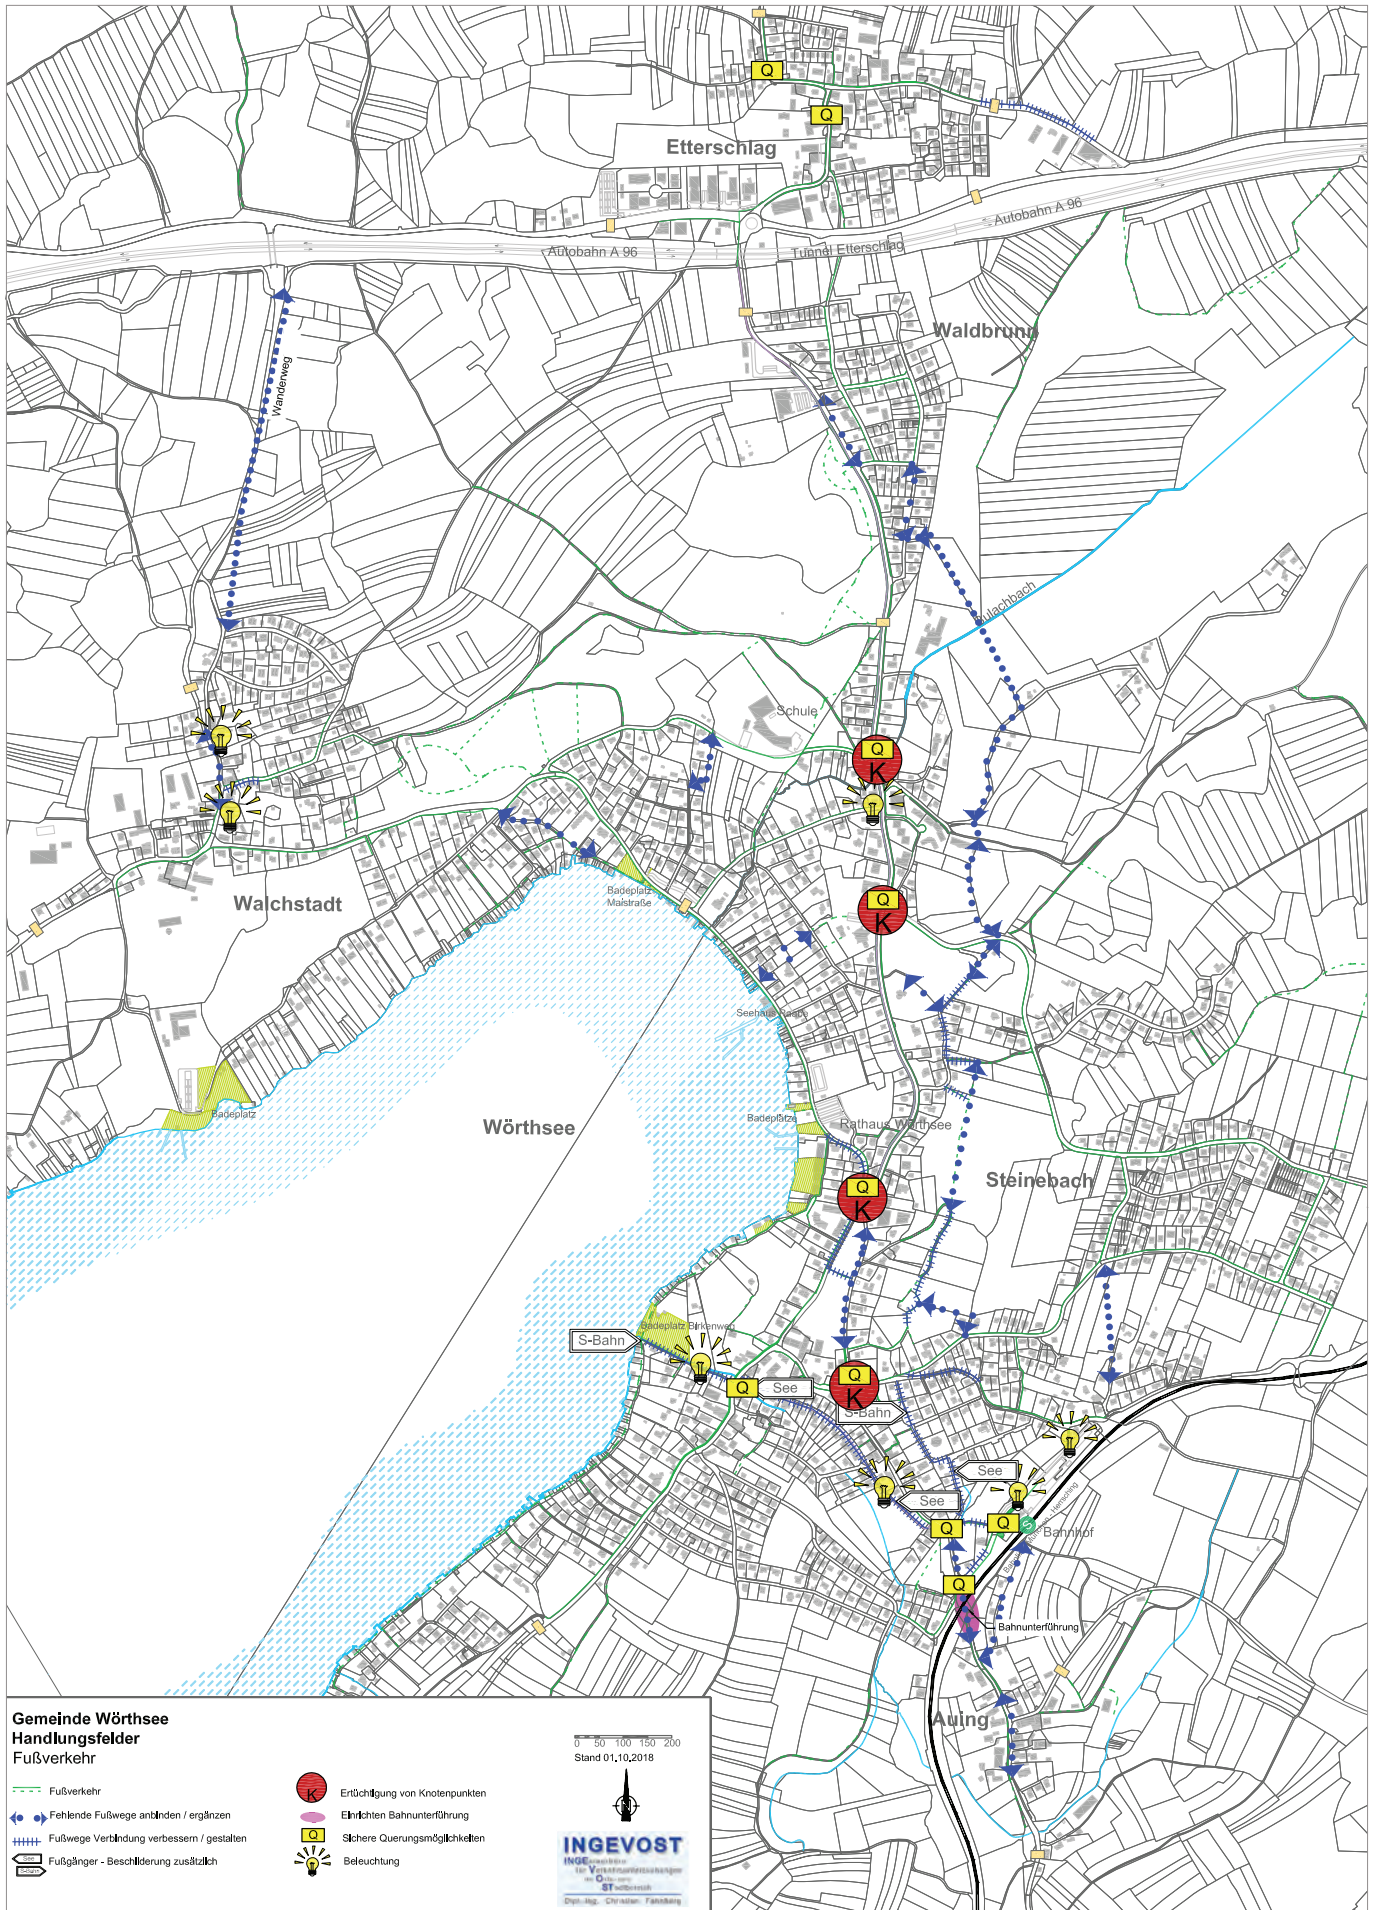 Q
Q
Etterschlag
Autobahn A 96
Autobahn A 96
Tunnel Etterschlag
Waldbrunn
Wanderweg
Schule
Q
K
Q
K
Walchstadt
Badeplatz
Maistraße
Seehaus Raabe
Badeplatz
Badeplätze
Wörthsee
Rathaus Wörthsee
Steinebach
Q
K
Badeplatz Birkenweg
S-Bahn
Q
See
Q
K
S-Bahn
See
See
Q
Q
S
Bahnhof
Q
Bahnunterführung
Auing
Gemeinde Wörthsee
Handlungsfelder
Fußverkehr
Fußverkehr
Fehlende Fußwege anbinden / ergänzen
Fußwege Verbindung verbessern / gestalten
See
S-Bahn
Fußgänger - Beschilderung zusätzlich
K
Ertüchtigung von Knotenpunkten
Einrichten Bahnunterführung
Q
Sichere Querungsmöglichkeiten
Beleuchtung
0 50 100 150 200
Stand 01.10.2018
N
INGEVOST